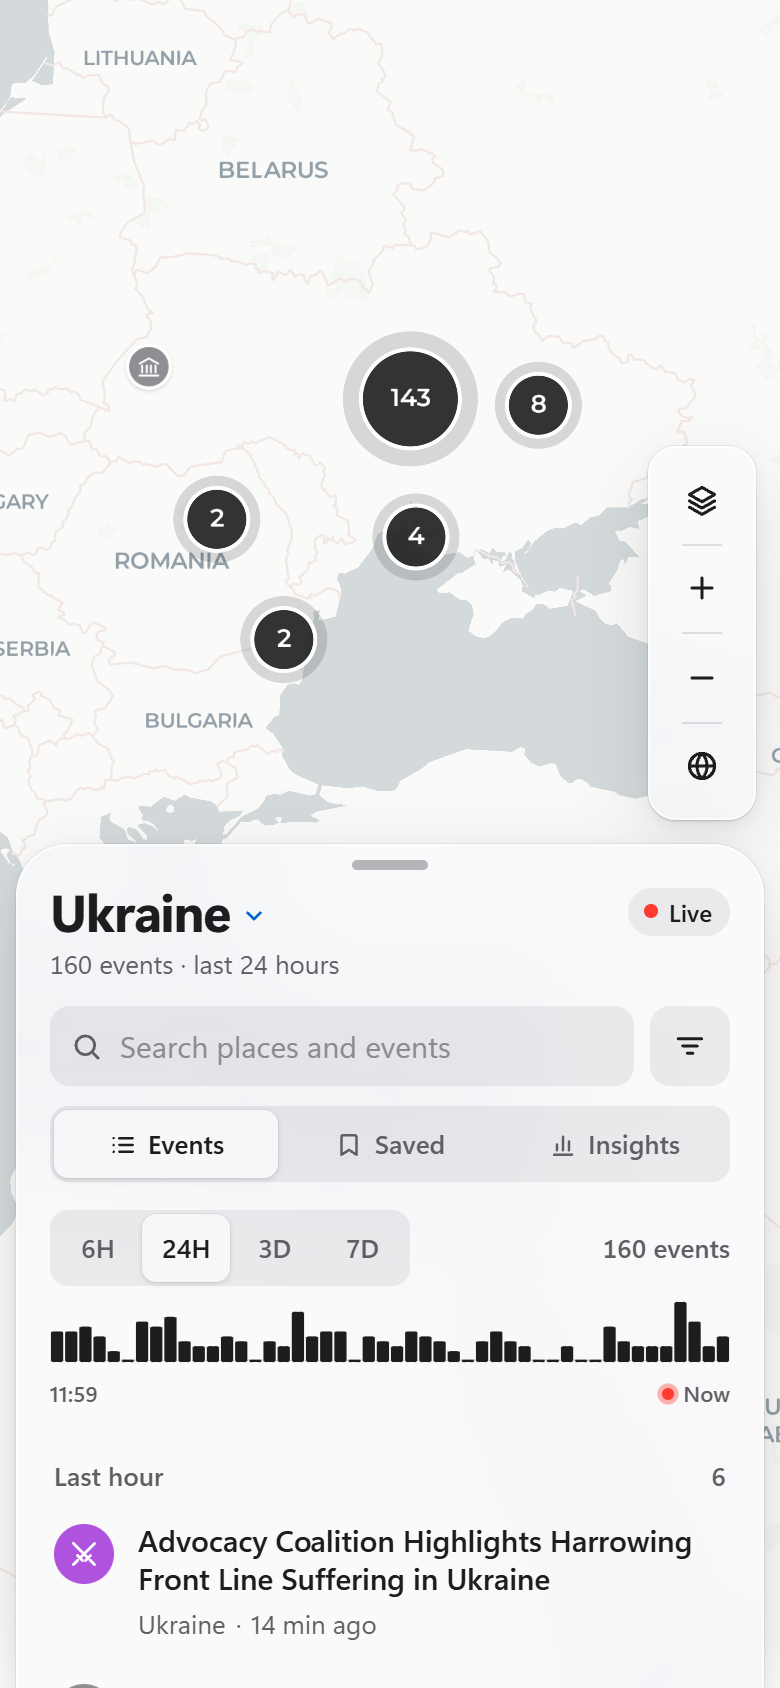 LITHUANIA
BELARUS
143
8
GARY
2
4
ROMANIA
2
SERBIA
BULGARIA
Ukraine
Live
160 events · last 24 hours
Search places and events
Events
Saved
Insights
6H
24H
3D
7D
160 events
11:59
Now
Last hour
6
Advocacy Coalition Highlights Harrowing
Front Line Suffering in Ukraine
Ukraine · 14 min ago